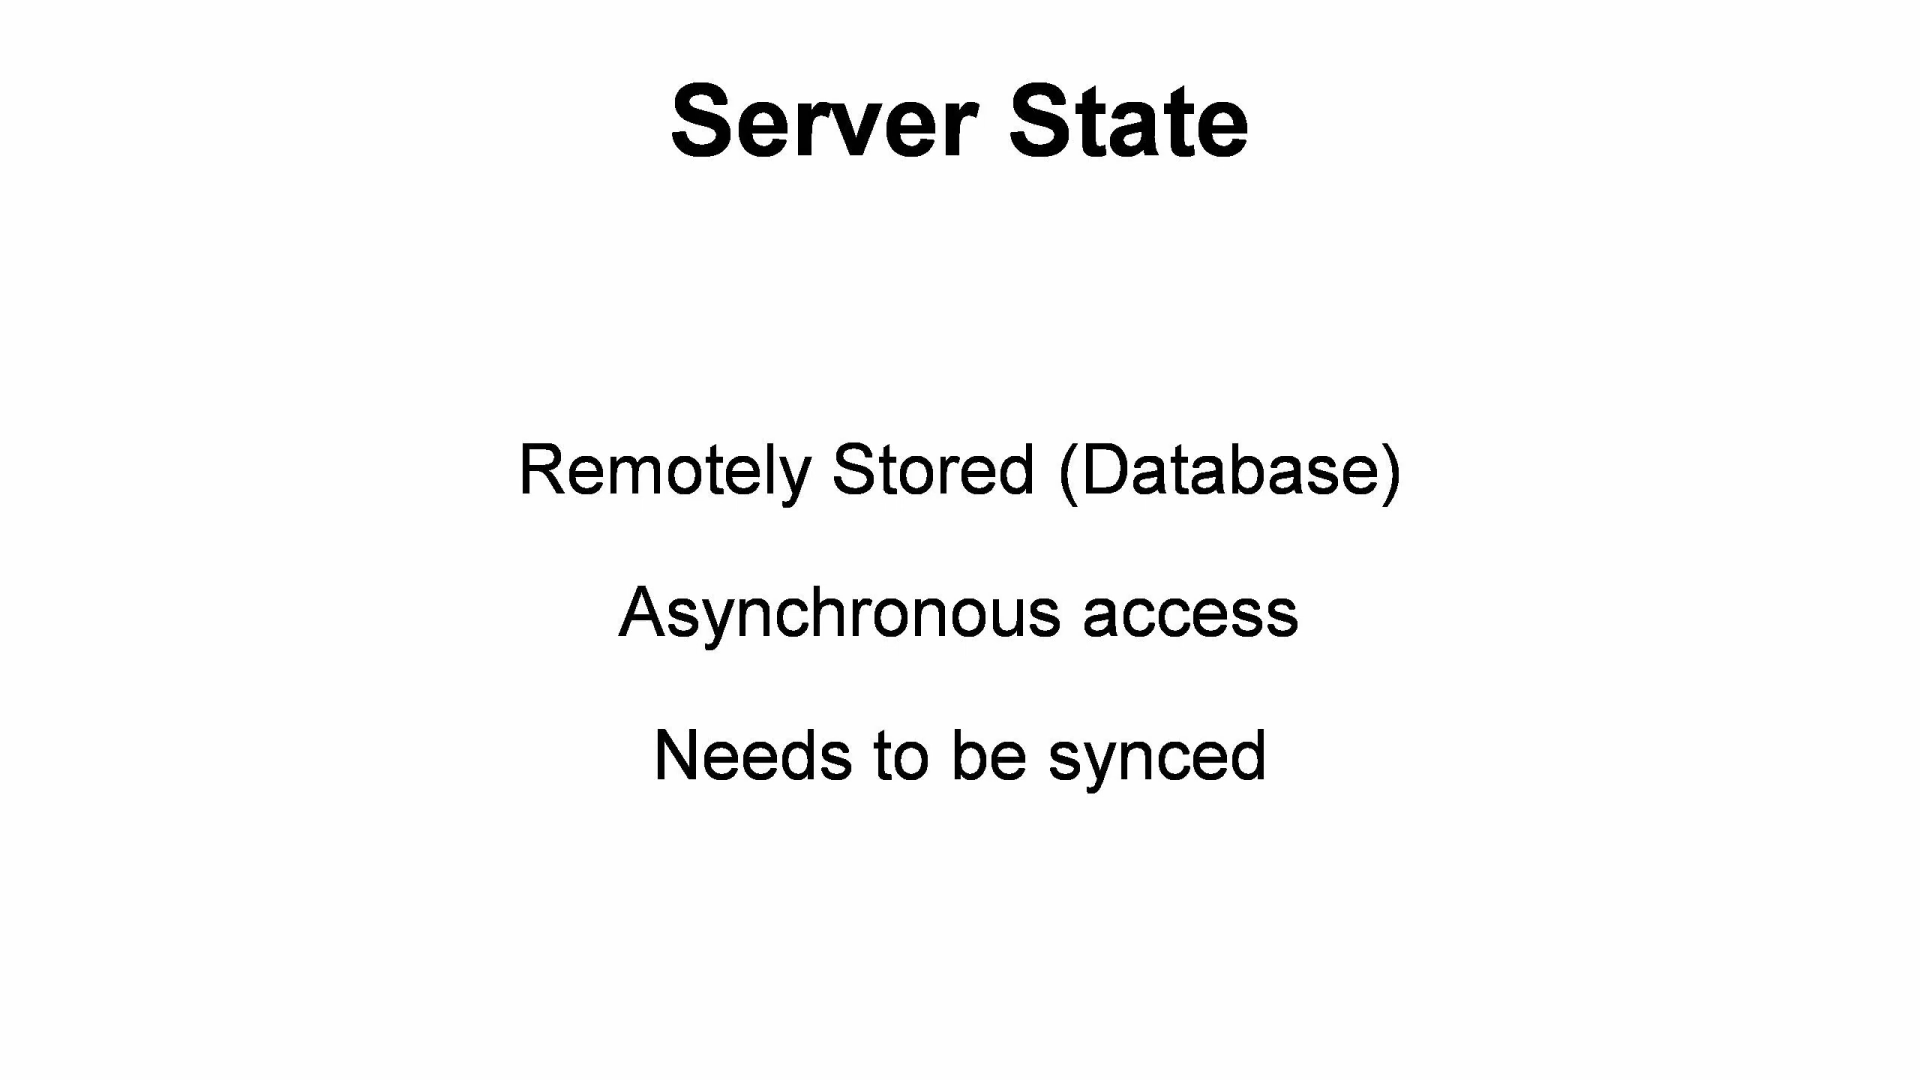 Server State
Remotely Stored (Database)
Asynchronous access
Needs to be synced